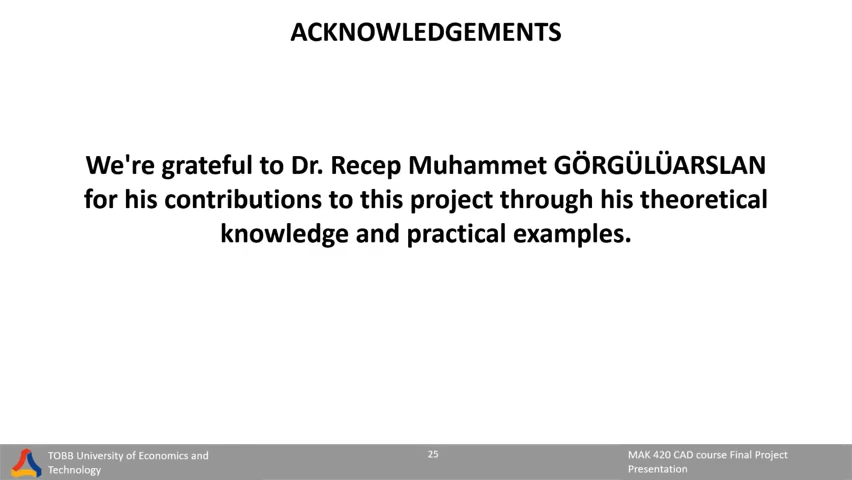 ACKNOWLEDGEMENTS
We're grateful to Dr. Recep Muhammet GÖRGÜLÜARSLAN
for his contributions to this project through his theoretical
knowledge and practical examples.
TOBB University of Economics and
Technology
25
MAK 420 CAD course Final Project
Presentation